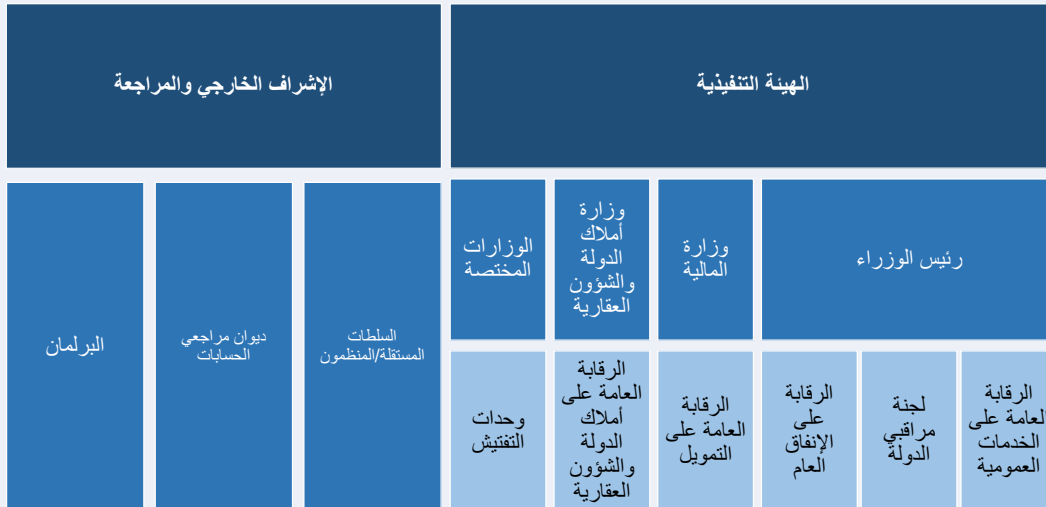 الهيئة التنفيذية
الإشراف الخارجي والمراجعة
رئيس الوزراء
وزارة
المالية
وزارة
أملاك
الدولة
والشؤون
العقارية
الوزارات
المختصة
السلطات
المستقلة/المنظمون
ديوان مراجعي
الحسابات
البرلمان
الرقابة
العامة على
الخدمات
العمومية
لجنة
مراقبي
الدولة
الرقابة
على
الإنفاق
العام
الرقابة
العامة على
التمويل
الرقابة
العامة على
أملاك
الدولة
والشؤون
العقارية
وحدات
التفتيش